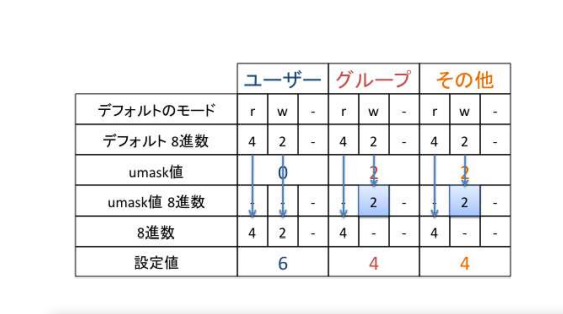 ユーザー グループ その他
デフォルトのモード r w - r w - r w -
デフォルト 8進数 4 2 - 4 2 - 4 2 -
umask値 0 2 2
umask値 8進数 - - - - 2 - - 2 -
8進数 4 2 - 4 - - 4 - -
設定値 6 4 4